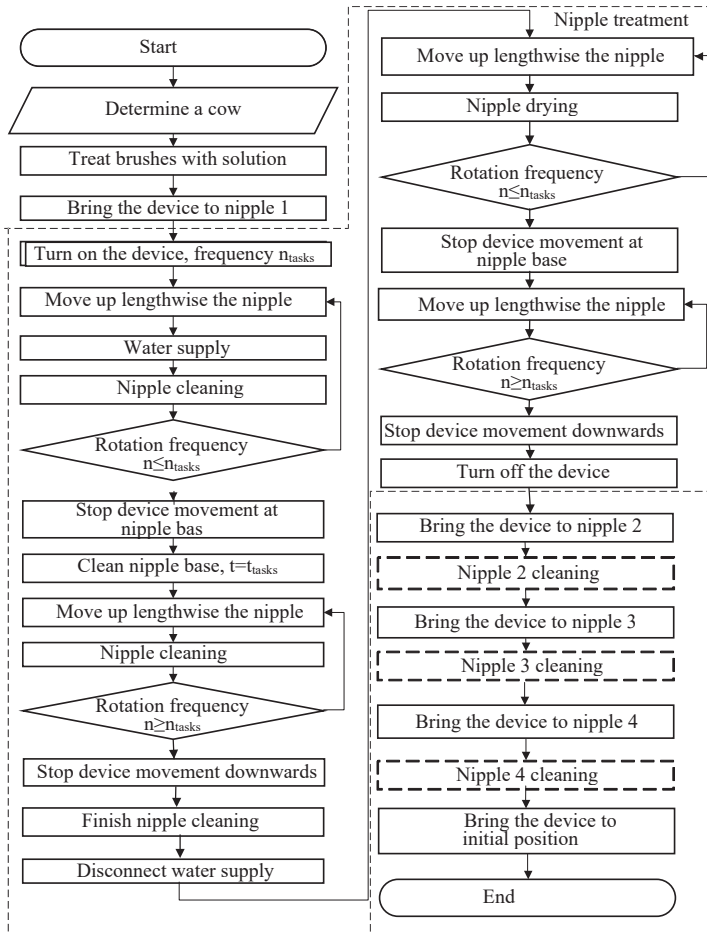 Start
Determine a cow
Treat brushes with solution
Bring the device to nipple 1
Turn on the device, frequency n_tasks
Move up lengthwise the nipple
Water supply
Nipple cleaning
Rotation frequency
n≤n_tasks
Stop device movement at
nipple bas
Clean nipple base, t=t_tasks
Move up lengthwise the nipple
Nipple cleaning
Rotation frequency
n≥n_tasks
Stop device movement downwards
Finish nipple cleaning
Disconnect water supply
Nipple treatment
Move up lengthwise the nipple
Nipple drying
Rotation frequency
n≤n_tasks
Stop device movement at
nipple base
Move up lengthwise the nipple
Rotation frequency
n≥n_tasks
Stop device movement downwards
Turn off the device
Bring the device to nipple 2
Nipple 2 cleaning
Bring the device to nipple 3
Nipple 3 cleaning
Bring the device to nipple 4
Nipple 4 cleaning
Bring the device to
initial position
End